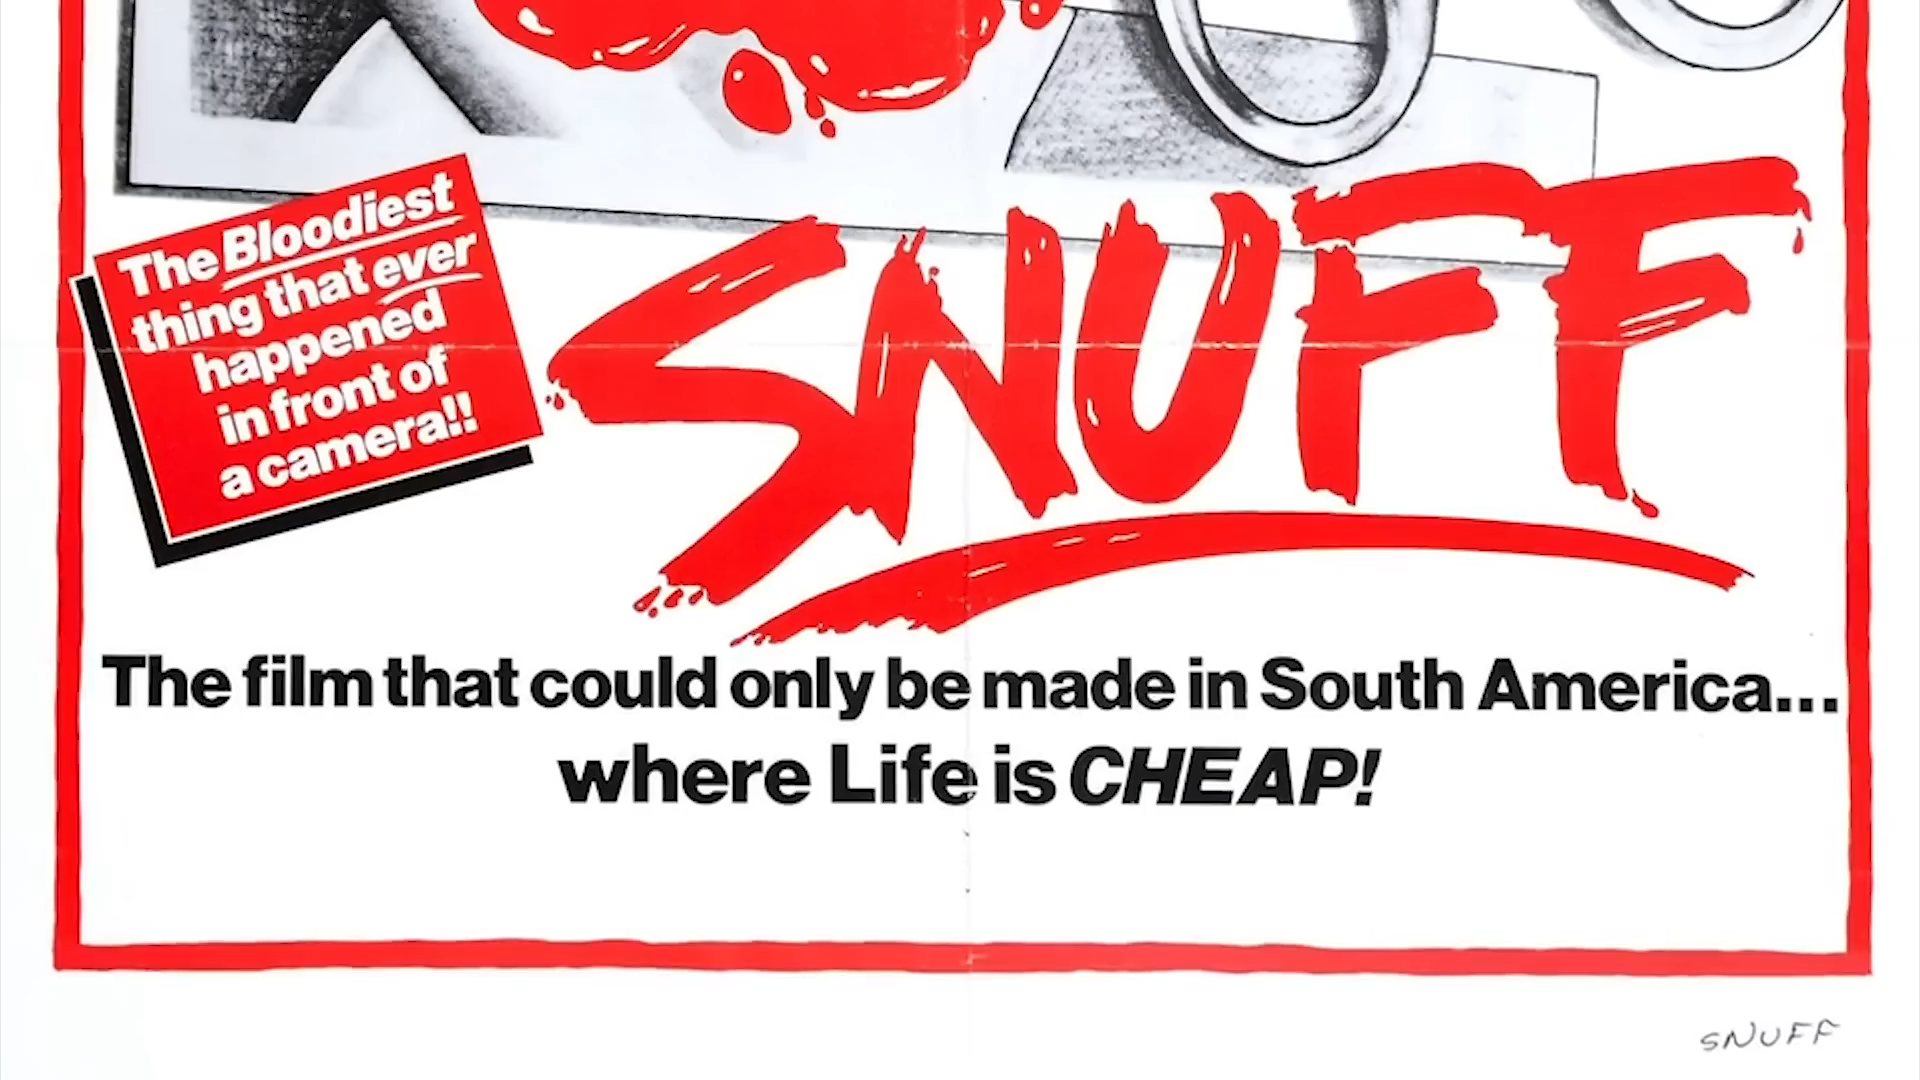 The Bloodiest
thing that ever
happened
in front of
a camera!!
SNUFF
The film that could only be made in South America...
where Life is CHEAP!
SNUFF